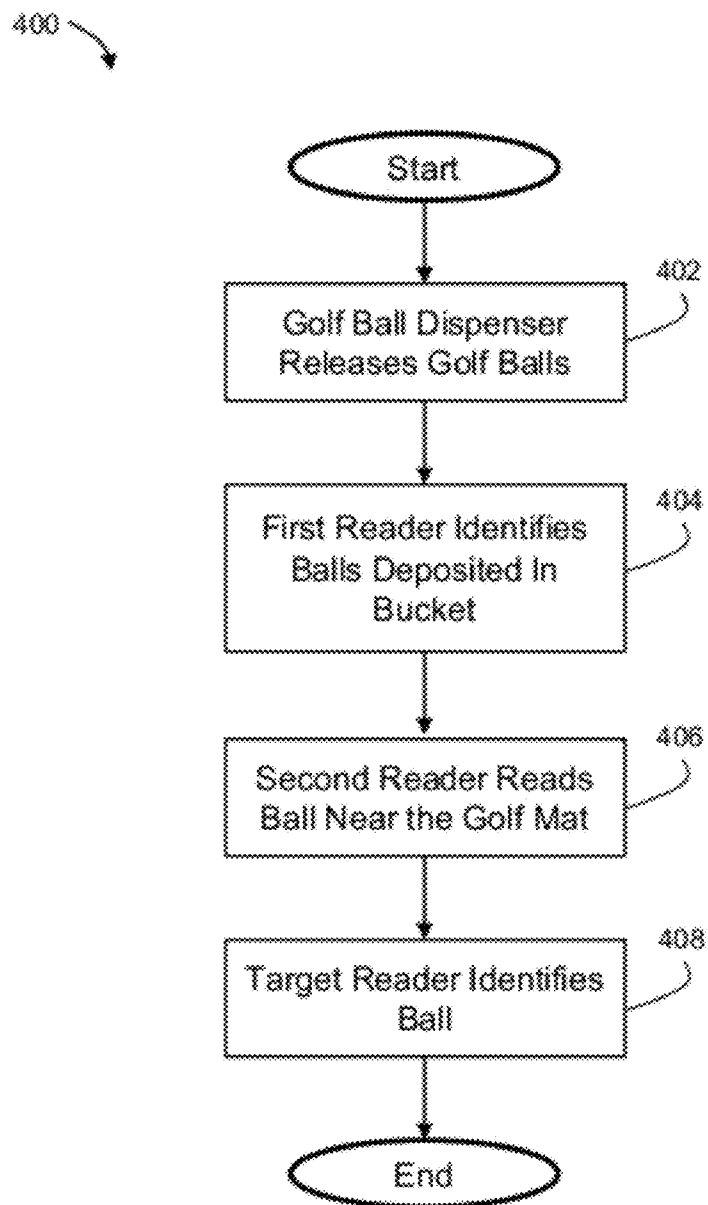 400
Start
402
Golf Ball Dispenser
Releases Golf Balls
404
First Reader Identifies
Balls Deposited In
Bucket
406
Second Reader Reads
Ball Near the Golf Mat
408
Target Reader Identifies
Ball
End